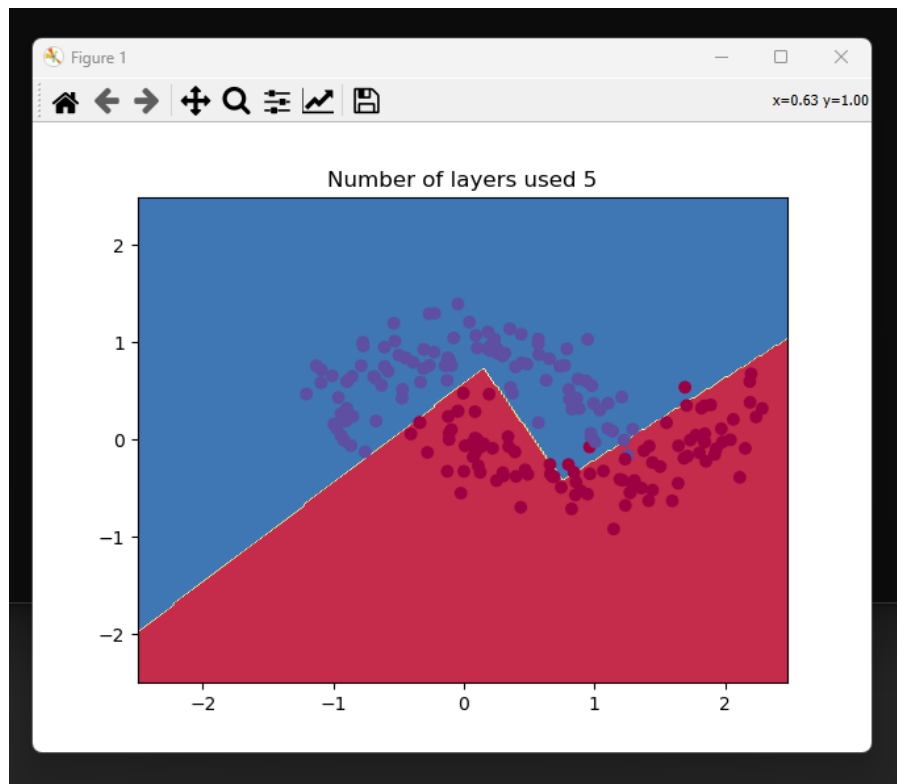 Figure 1
x=0.63 y=1.00
Number of layers used 5
2
1
0
−1
−2
−2 −1 0 1 2